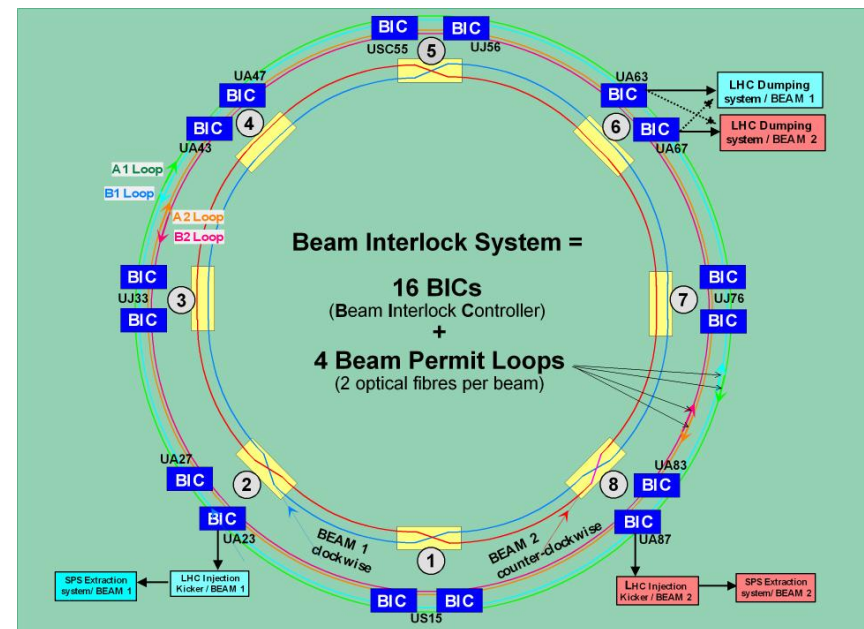 BIC
BIC
USC55
UJ56
5
UA47
BIC
4
BIC
UA43
UA63
BIC
6
BIC
UA67
LHC Dumping
system / BEAM 1
LHC Dumping
system / BEAM 2
A1 Loop
B1 Loop
A2 Loop
B2 Loop
Beam Interlock System =
16 BICs
(Beam Interlock Controller)
+
4 Beam Permit Loops
(2 optical fibres per beam)
BIC
UJ33
BIC
3
7
BIC
UJ76
BIC
UA27
BIC
2
BIC
UA23
UA83
8
BIC
BIC
UA87
BEAM 1
clockwise
BEAM 2
counter-clockwise
1
SPS Extraction
system/ BEAM 1
LHC Injection
Kicker / BEAM 1
BIC
BIC
US15
LHC Injection
Kicker / BEAM 2
SPS Extraction
system/ BEAM 2